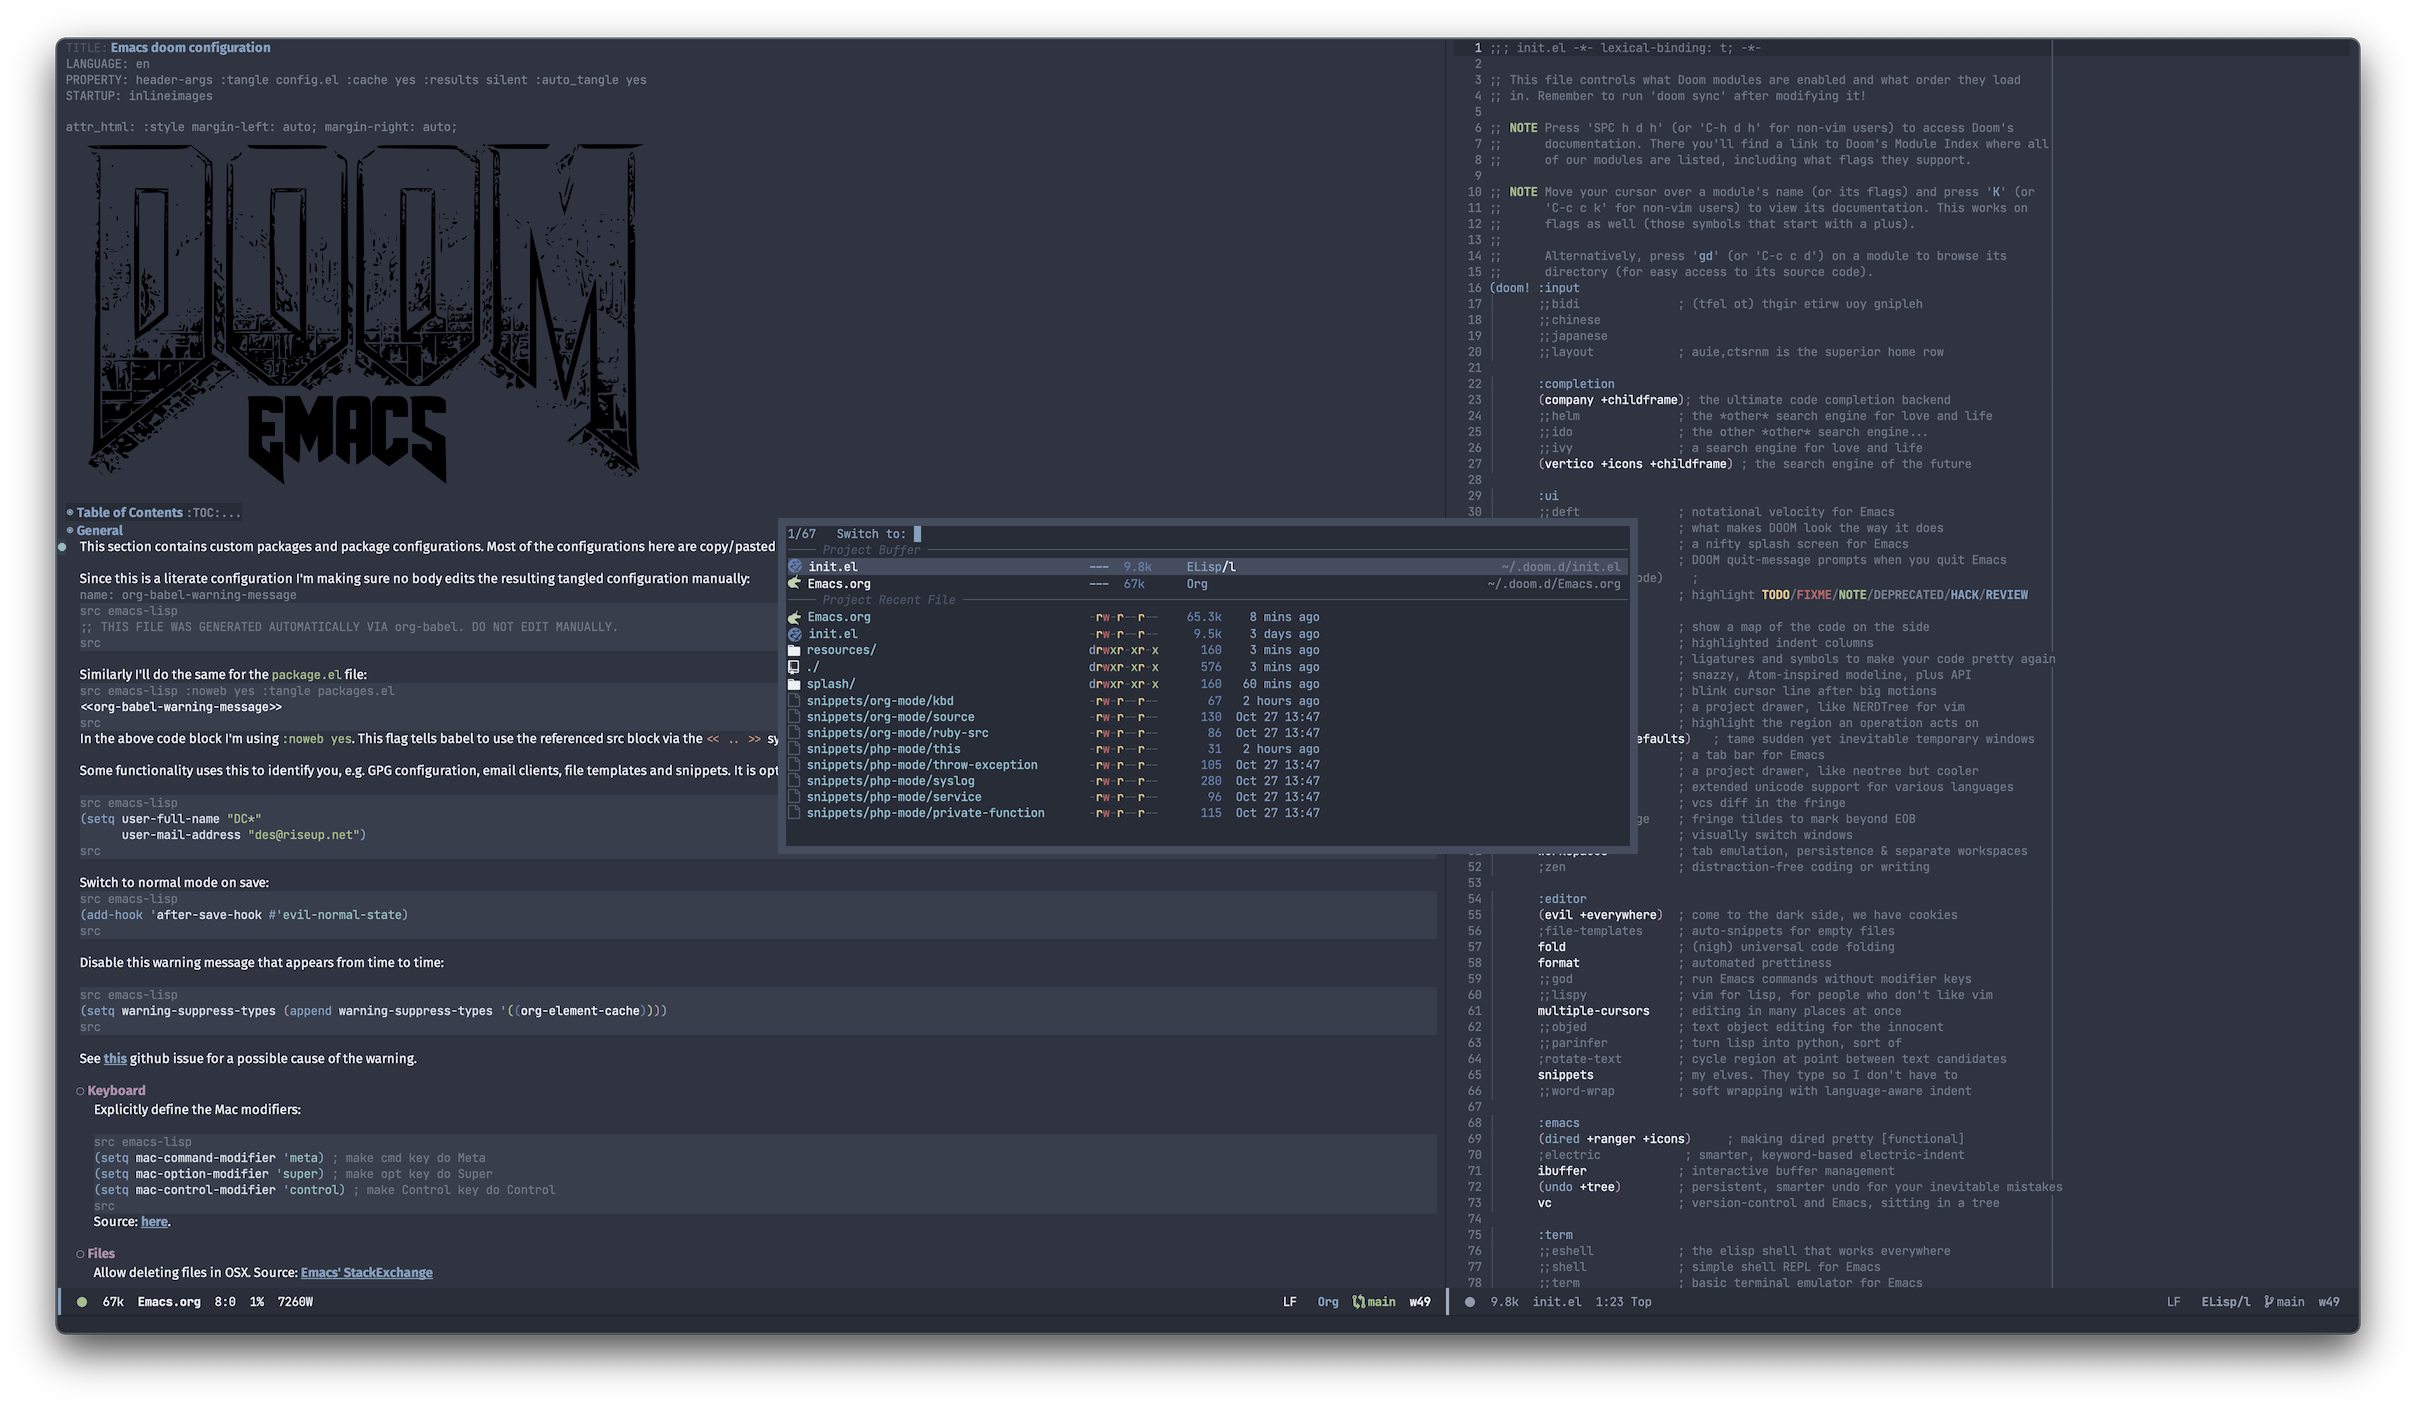 TITLE: Emacs doom configuration
LANGUAGE: en
PROPERTY: header-args :tangle config.el :cache yes :results silent :auto_tangle yes
STARTUP: inlineimages
attr_html: :style margin-left: auto; margin-right: auto;
DOOM
EMACS
Table of Contents :TOC:...
General
This section contains custom packages and package configurations. Most of the configurations here are copy/pasted
Since this is a literate configuration I'm making sure no body edits the resulting tangled configuration manually:
name: org-babel-warning-message
src emacs-lisp
;; THIS FILE WAS GENERATED AUTOMATICALLY VIA org-babel. DO NOT EDIT MANUALLY.
src
Similarly I'll do the same for the package.el file:
src emacs-lisp :noweb yes :tangle packages.el
<<org-babel-warning-message>>
src
In the above code block I'm using :noweb yes. This flag tells babel to use the referenced src block via the << .. >> sy
Some functionality uses this to identify you, e.g. GPG configuration, email clients, file templates and snippets. It is opt
src emacs-lisp
(setq user-full-name "DC*"
user-mail-address "des@riseup.net")
src
Switch to normal mode on save:
src emacs-lisp
(add-hook 'after-save-hook #'evil-normal-state)
src
Disable this warning message that appears from time to time:
src emacs-lisp
(setq warning-suppress-types (append warning-suppress-types '((org-element-cache))))
src
See this github issue for a possible cause of the warning.
Keyboard
Explicitly define the Mac modifiers:
src emacs-lisp
(setq mac-command-modifier 'meta) ; make cmd key do Meta
(setq mac-option-modifier 'super) ; make opt key do Super
(setq mac-control-modifier 'control) ; make Control key do Control
src
Source: here.
Files
Allow deleting files in OSX. Source: Emacs' StackExchange
67k Emacs.org 8:0 1% 7260W LF Org main w49
1/67 Switch to:
Project Buffer
init.el --- 9.8k ELisp/l ~/.doom.d/init.el
Emacs.org --- 67k Org ~/.doom.d/Emacs.org
Project Recent File
Emacs.org -rw-r--r-- 65.3k 8 mins ago
init.el -rw-r--r-- 9.5k 3 days ago
resources/ drwxr-xr-x 160 3 mins ago
./ drwxr-xr-x 576 3 mins ago
splash/ drwxr-xr-x 160 60 mins ago
snippets/org-mode/kbd -rw-r--r-- 67 2 hours ago
snippets/org-mode/source -rw-r--r-- 130 Oct 27 13:47
snippets/org-mode/ruby-src -rw-r--r-- 86 Oct 27 13:47
snippets/php-mode/this -rw-r--r-- 31 2 hours ago
snippets/php-mode/throw-exception -rw-r--r-- 105 Oct 27 13:47
snippets/php-mode/syslog -rw-r--r-- 280 Oct 27 13:47
snippets/php-mode/service -rw-r--r-- 96 Oct 27 13:47
snippets/php-mode/private-function -rw-r--r-- 115 Oct 27 13:47
1 ;;; init.el -*- lexical-binding: t; -*-
2
3 ;; This file controls what Doom modules are enabled and what order they load
4 ;; in. Remember to run 'doom sync' after modifying it!
5
6 ;; NOTE Press 'SPC h d h' (or 'C-h d h' for non-vim users) to access Doom's
7 ;; documentation. There you'll find a link to Doom's Module Index where all
8 ;; of our modules are listed, including what flags they support.
9
10 ;; NOTE Move your cursor over a module's name (or its flags) and press 'K' (or
11 ;; 'C-c c k' for non-vim users) to view its documentation. This works on
12 ;; flags as well (those symbols that start with a plus).
13 ;;
14 ;; Alternatively, press 'gd' (or 'C-c c d') on a module to browse its
15 ;; directory (for easy access to its source code).
16 (doom! :input
17 ;;bidi ; (tfel ot) thgir etirw uoy gnipleh
18 ;;chinese
19 ;;japanese
20 ;;layout ; auie,ctsrnm is the superior home row
21
22 :completion
23 (company +childframe); the ultimate code completion backend
24 ;;helm ; the *other* search engine for love and life
25 ;;ido ; the other *other* search engine...
26 ;;ivy ; a search engine for love and life
27 (vertico +icons +childframe) ; the search engine of the future
28
29 :ui
30 ;;deft ; notational velocity for Emacs
; what makes DOOM look the way it does
; a nifty splash screen for Emacs
; DOOM quit-message prompts when you quit Emacs
ode) ;
; highlight TODO/FIXME/NOTE/DEPRECATED/HACK/REVIEW
; show a map of the code on the side
; highlighted indent columns
; ligatures and symbols to make your code pretty again
; snazzy, Atom-inspired modeline, plus API
; blink cursor line after big motions
; a project drawer, like NERDTree for vim
; highlight the region an operation acts on
efaults) ; tame sudden yet inevitable temporary windows
; a tab bar for Emacs
; a project drawer, like neotree but cooler
; extended unicode support for various languages
; vcs diff in the fringe
ge ; fringe tildes to mark beyond EOB
; visually switch windows
; tab emulation, persistence & separate workspaces
52 ;zen ; distraction-free coding or writing
53
54 :editor
55 (evil +everywhere) ; come to the dark side, we have cookies
56 ;file-templates ; auto-snippets for empty files
57 fold ; (nigh) universal code folding
58 format ; automated prettiness
59 ;;god ; run Emacs commands without modifier keys
60 ;;lispy ; vim for lisp, for people who don't like vim
61 multiple-cursors ; editing in many places at once
62 ;;objed ; text object editing for the innocent
63 ;;parinfer ; turn lisp into python, sort of
64 ;rotate-text ; cycle region at point between text candidates
65 snippets ; my elves. They type so I don't have to
66 ;;word-wrap ; soft wrapping with language-aware indent
67
68 :emacs
69 (dired +ranger +icons) ; making dired pretty [functional]
70 ;electric ; smarter, keyword-based electric-indent
71 ibuffer ; interactive buffer management
72 (undo +tree) ; persistent, smarter undo for your inevitable mistakes
73 vc ; version-control and Emacs, sitting in a tree
74
75 :term
76 ;;eshell ; the elisp shell that works everywhere
77 ;;shell ; simple shell REPL for Emacs
78 ;;term ; basic terminal emulator for Emacs
9.8k init.el 1:23 Top LF ELisp/l main w49